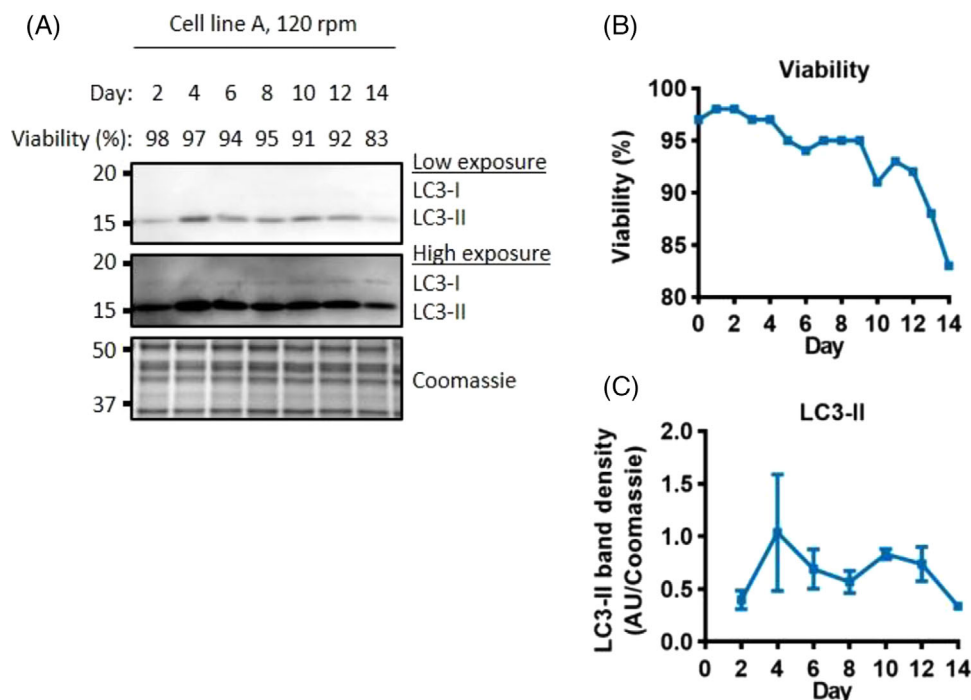 (A)
Cell line A, 120 rpm
Day: 2 4 6 8 10 12 14
Viability (%): 98 97 94 95 91 92 83
20
15
Low exposure
LC3-I
LC3-II
20
15
High exposure
LC3-I
LC3-II
50
37
Coomassie
(B)
Viability
Viability (%)
100
95
90
85
80
0 2 4 6 8 10 12 14
Day
(C)
LC3-II
LC3-II band density
(AU/Coomassie)
2.0
1.5
1.0
0.5
0.0
0 2 4 6 8 10 12 14
Day